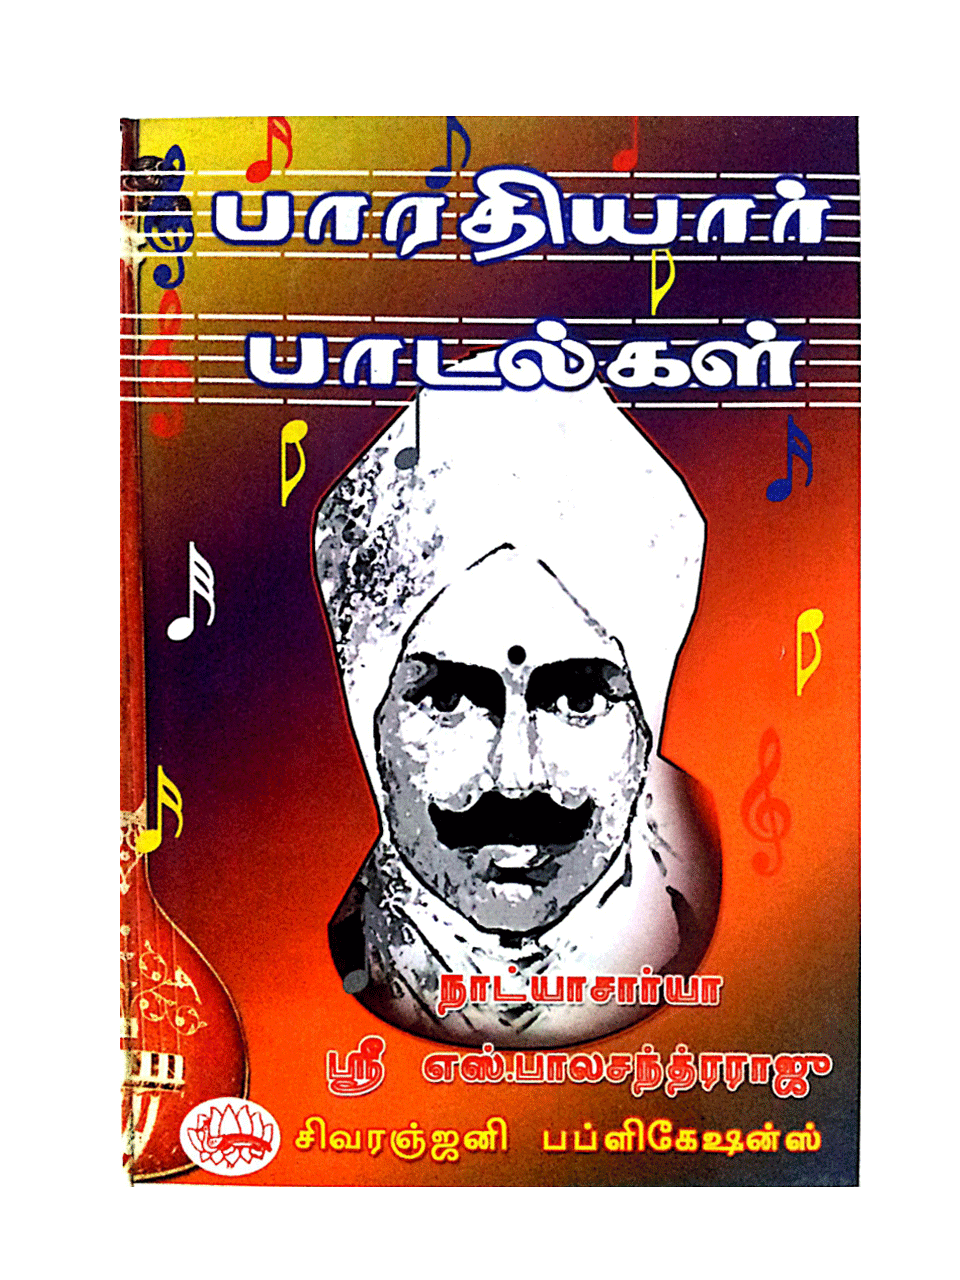 பாரதியார்
பாடல்கள்
நாட்யாசார்யா
ஸ்ரீ எஸ்.பாலசந்த்ரராஜு
சிவரஞ்ஜனி பப்ளிகேஷன்ஸ்